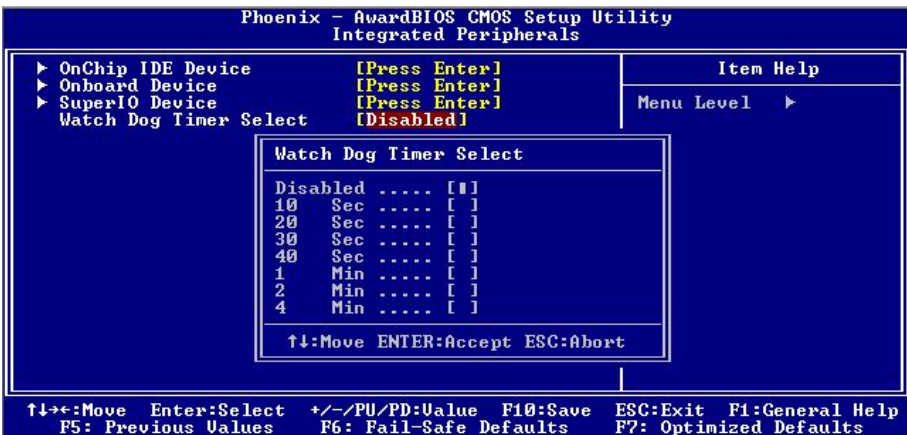 Phoenix - AwardBIOS CMOS Setup Utility
Integrated Peripherals
▶ OnChip IDE Device [Press Enter]
▶ Onboard Device [Press Enter]
▶ SuperIO Device [Press Enter]
Watch Dog Timer Select [Disabled]
Item Help
Menu Level ▶
Watch Dog Timer Select
Disabled ..... [▮]
10 Sec ..... [ ]
20 Sec ..... [ ]
30 Sec ..... [ ]
40 Sec ..... [ ]
1 Min ..... [ ]
2 Min ..... [ ]
4 Min ..... [ ]
↑↓:Move ENTER:Accept ESC:Abort
↑↓→←:Move Enter:Select +/-/PU/PD:Value F10:Save ESC:Exit F1:General Help
F5: Previous Values F6: Fail-Safe Defaults F7: Optimized Defaults